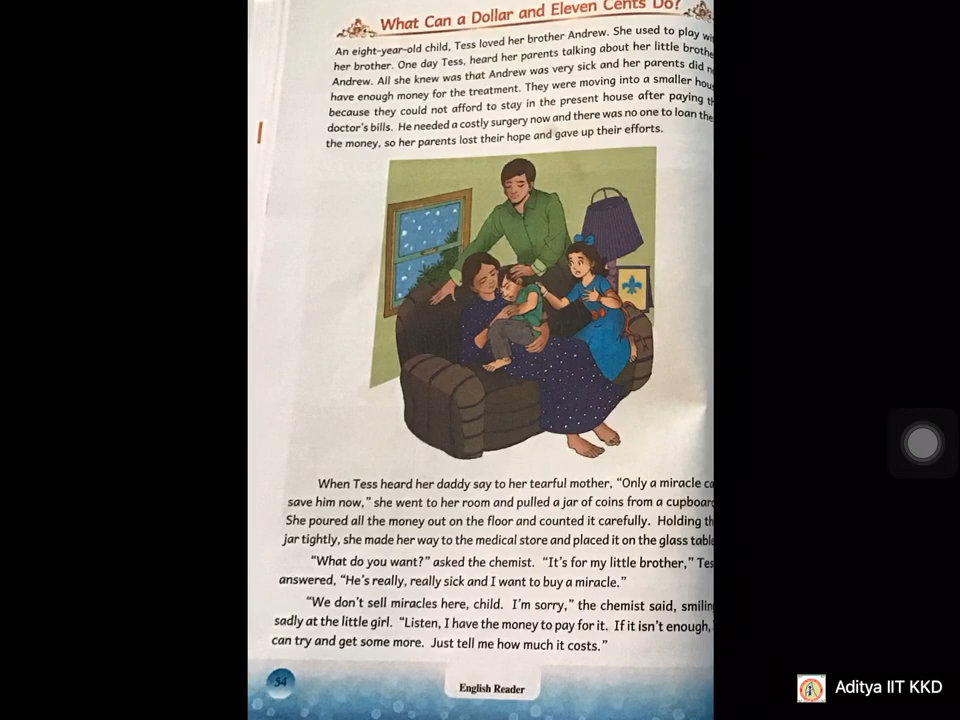 What Can a Dollar and Eleven Cents Do?
An eight-year-old child, Tess loved her brother Andrew. She used to play
her brother. One day Tess, heard her parents talking about her little
Andrew. All she knew was that Andrew was very sick and her parents did
have enough money for the treatment. They were moving into a smaller
because they could not afford to stay in the present house after paying
doctor's bills. He needed a costly surgery now and there was no one to loan
the money, so her parents lost their hope and gave up their efforts.
When Tess heard her daddy say to her tearful mother, "Only a miracle
save him now," she went to her room and pulled a jar of coins from a
She poured all the money out on the floor and counted it carefully. Holding
jar tightly, she made her way to the medical store and placed it on the glass
"What do you want?" asked the chemist. "It's for my little brother,"
answered, "He's really, really sick and I want to buy a miracle."
"We don't sell miracles here, child. I'm sorry," the chemist said,
sadly at the little girl. "Listen, I have the money to pay for it. If it isn't enough,
can try and get some more. Just tell me how much it costs."
54
English Reader
Aditya IIT KKD